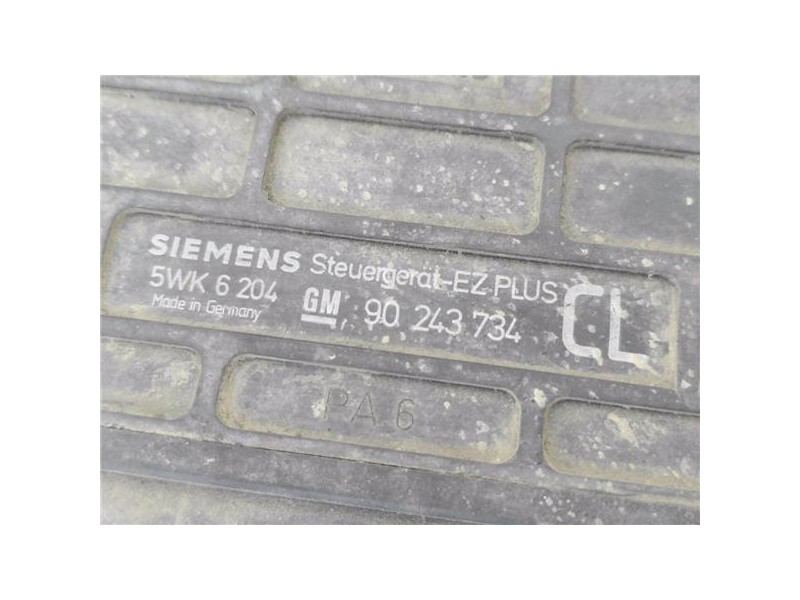 SIEMENS Steuergerät-EZ PLUS
5WK 6 204
Made in Germany
GM 90 243 734
CL
PA 6